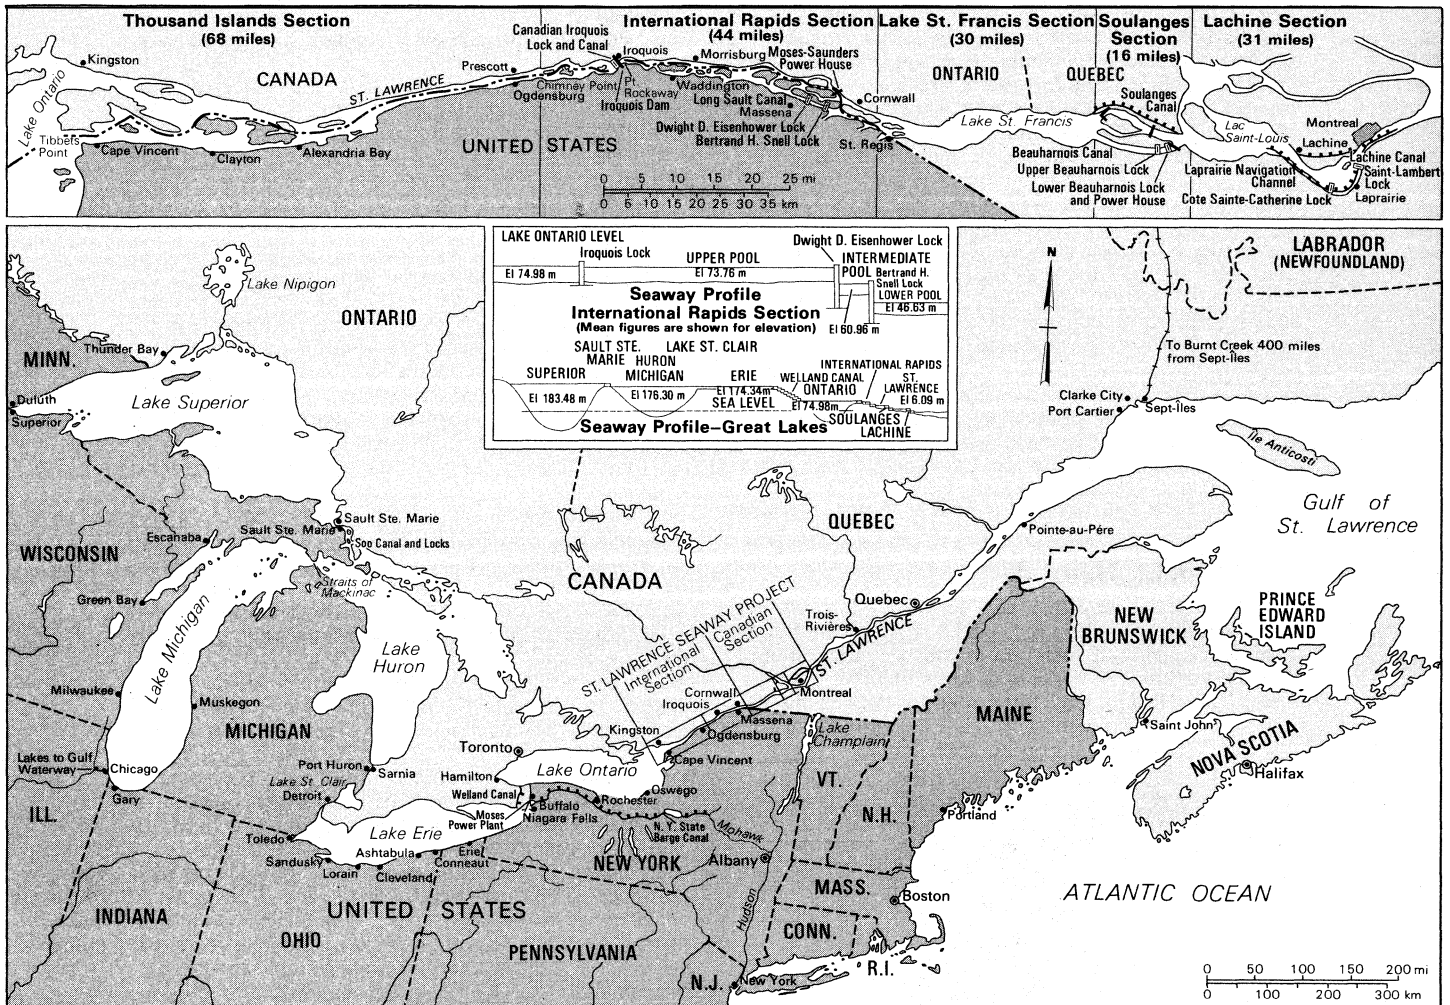 Thousand Islands Section
(68 miles)
International Rapids Section
(44 miles)
Lake St. Francis Section
(30 miles)
Soulanges
Section
(16 miles)
Lachine Section
(31 miles)
Kingston
Lake Ontario
CANADA
ST. LAWRENCE
Tibbets
Point
Cape Vincent
Clayton
Alexandria Bay
Prescott
Ogdensburg
Canadian Iroquois
Lock and Canal
Iroquois
Chimney Point
Pt.
Rockaway
Iroquois Dam
Morrisburg
Waddington
Moses-Saunders
Power House
Long Sault Canal
Massena
Dwight D. Eisenhower Lock
Bertrand H. Snell Lock
Cornwall
St. Regis
UNITED STATES
0 5 10 15 25 mi
0 5 10 15 20 25 30 35 km
ONTARIO
QUEBEC
Lake St. Francis
Soulanges
Canal
Beauharnois Canal
Upper Beauharnois Lock
Lower Beauharnois Lock
and Power House
Lac
Saint-Louis
Montreal
Lachine
Lachine Canal
Saint-Lambert
Lock
Laprairie
Laprairie Navigation
Channel
Cote Sainte-Catherine Lock
LAKE ONTARIO LEVEL
Iroquois Lock
El 74.98 m
UPPER POOL
El 73.76 m
Dwight D. Eisenhower Lock
INTERMEDIATE
POOL
Bertrand H.
Snell Lock
LOWER POOL
El 46.63 m
El 60.96 m
Seaway Profile
International Rapids Section
(Mean figures are shown for elevation)
SAULT STE.
MARIE
LAKE ST. CLAIR
HURON
SUPERIOR
MICHIGAN
ERIE
WELLAND CANAL
ONTARIO
INTERNATIONAL RAPIDS
ST.
LAWRENCE
El 183.48 m
El 176.30 m
El 174.34m
SEA LEVEL
El 74.98m
El 6.09 m
SOULANGES
LACHINE
Seaway Profile–Great Lakes
N
LABRADOR
(NEWFOUNDLAND)
To Burnt Creek 400 miles
from Sept-Îles
Clarke City
Port Cartier
Sept-Îles
Île Anticosti
Gulf of
St. Lawrence
Lake Nipigon
ONTARIO
MINN.
Thunder Bay
Duluth
Superior
Lake Superior
WISCONSIN
Escanaba
Sault Ste. Marie
Sault Ste. Marie
Soo Canal and Locks
Straits of
Mackinac
Green Bay
Lake Michigan
Lake
Huron
Milwaukee
Muskegon
MICHIGAN
Lakes to Gulf
Waterway
Chicago
Gary
ILL.
INDIANA
Port Huron
Sarnia
Lake St. Clair
Detroit
Toledo
Sandusky
Lorain
Cleveland
Ashtabula
Conneaut
Erie
Lake Erie
OHIO
UNITED STATES
PENNSYLVANIA
CANADA
QUEBEC
Pointe-au-Pére
ST. LAWRENCE SEAWAY PROJECT
International
Section
Canadian
Section
Quebec
Trois-
Rivières
ST. LAWRENCE
Montreal
Cornwall
Iroquois
Massena
Ogdensburg
Kingston
Cape Vincent
Toronto
Hamilton
Lake Ontario
Welland Canal
Moses
Power Plant
Buffalo
Niagara Falls
Rochester
Oswego
N.Y. State
Barge Canal
Mohawk
NEW YORK
Albany
Hudson
Lake
Champlain
VT.
N.H.
MAINE
MASS.
CONN.
R.I.
N.J.
New York
Boston
Portland
NEW
BRUNSWICK
PRINCE
EDWARD
ISLAND
Saint John
NOVA SCOTIA
Halifax
ATLANTIC OCEAN
0 50 100 150 200 mi
0 100 200 300 km